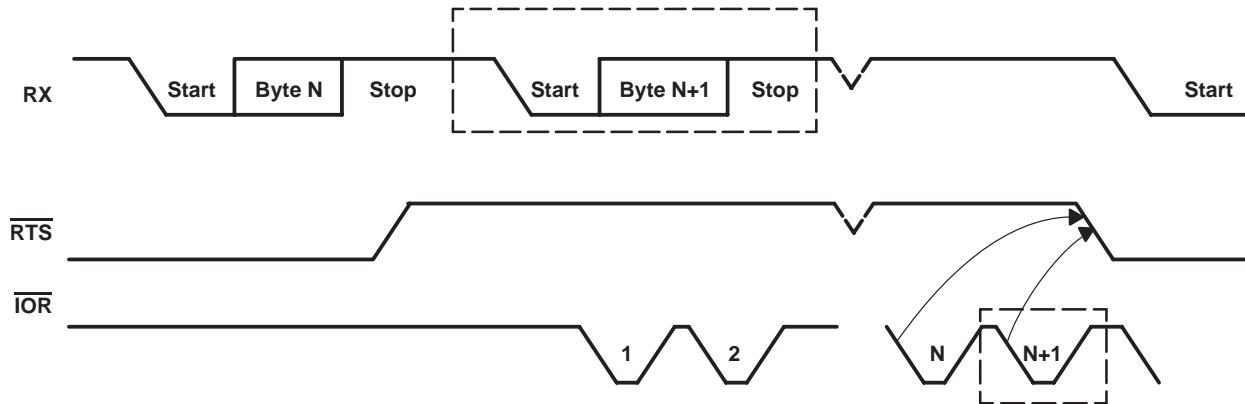 RX Start Byte N Stop Start Byte N+1 Stop Start
RTS
IOR
1 2 N N+1